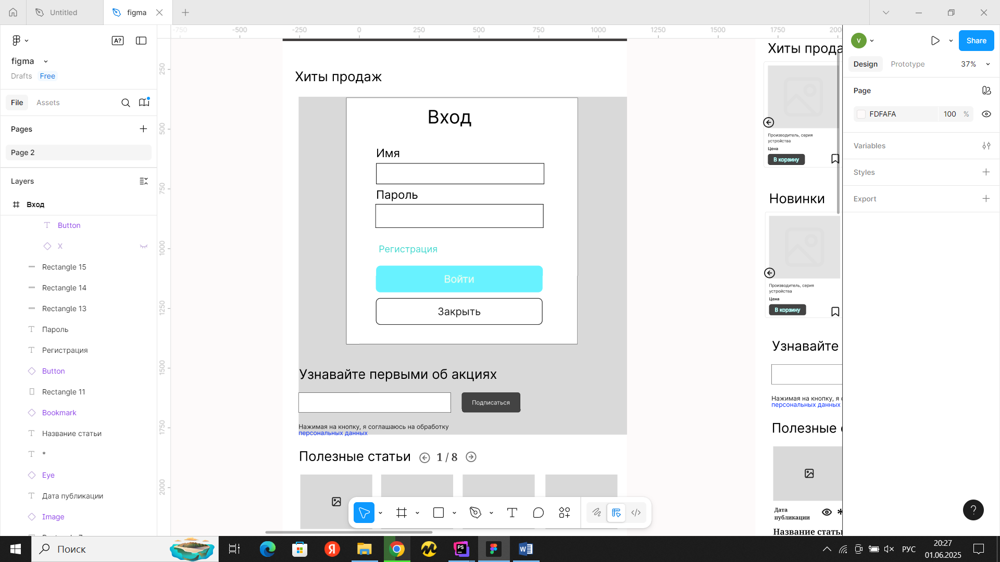 Untitled
figma
-750
-500
-250
0
250
500
750
1000
1250
1500
1750
2000
A?
figma
Drafts
Free
File
Assets
Pages
Page 2
Layers
Вход
Button
X
Rectangle 15
Rectangle 14
Rectangle 13
Пароль
Регистрация
Button
Rectangle 11
Bookmark
Название статьи
*
Eye
Дата публикации
Image
250
500
750
1000
1250
1500
1750
2000
Хиты продаж
Вход
Имя
Пароль
Регистрация
Войти
Закрыть
Узнавайте первыми об акциях
Подписаться
Нажимая на кнопку, я соглашаюсь на обработку
персональных данных
Полезные статьи
1 / 8
Хиты прода
Производитель, серия
устройства
Цена
В корзину
Новинки
Производитель, серия
устройства
Цена
В корзину
Узнавайте
Нажимая на кнопку, я с
персональных данных
Полезные с
Дата
публикации
*
Название стать
V
Share
Design
Prototype
37%
Page
FDFAFA
100
%
Variables
Styles
Export
?
Поиск
Я
PS
W
РУС
20:27
01.06.2025